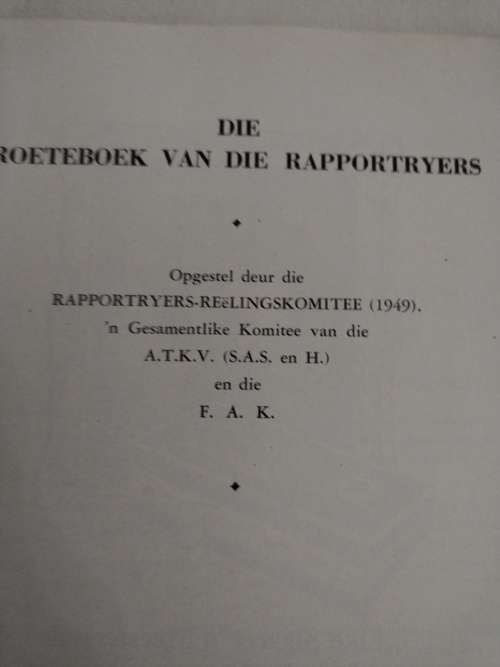 DIE
ROETEBOEK VAN DIE RAPPORTRYERS
Opgestel deur die
RAPPORTRYERS-REëLINGSKOMITEE (1949).
'n Gesamentlike Komitee van die
A.T.K.V. (S.A.S. en H.)
en die
F. A. K.